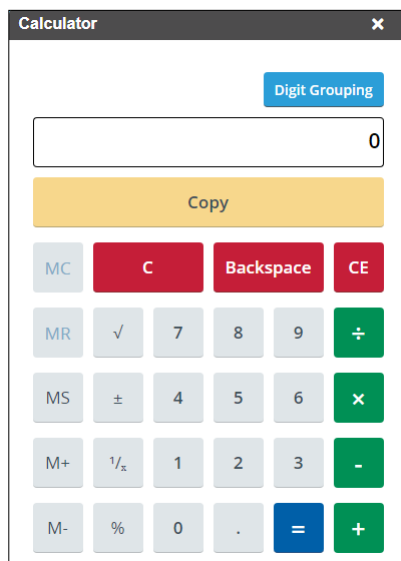 Calculator ×
Digit Grouping
0
Copy
MC C Backspace CE
MR √ 7 8 9 ÷
MS ± 4 5 6 ×
M+ ¹/ₓ 1 2 3 -
M- % 0 . = +